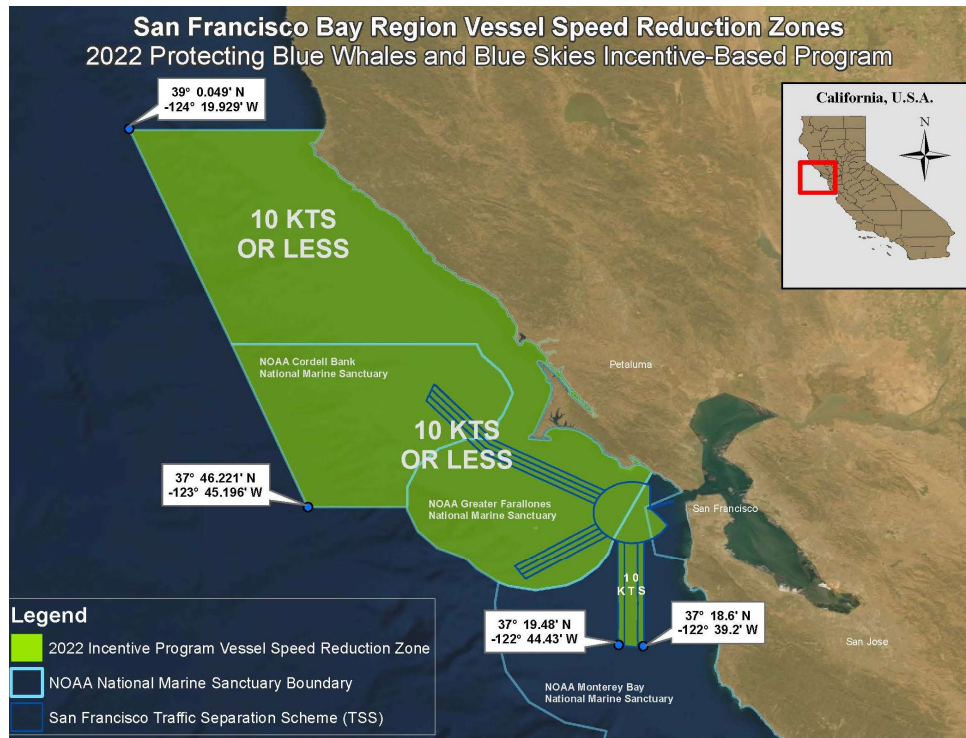 San Francisco Bay Region Vessel Speed Reduction Zones
2022 Protecting Blue Whales and Blue Skies Incentive-Based Program
39° 0.049' N
-124° 19.929' W
California, U.S.A.
N
10 KTS
OR LESS
NOAA Cordell Bank
National Marine Sanctuary
Petaluma
10 KTS
OR LESS
37° 46.221' N
-123° 45.196' W
NOAA Greater Farallones
National Marine Sanctuary
San Francisco
10
KTS
37° 19.48' N
-122° 44.43' W
37° 18.6' N
-122° 39.2' W
San Jose
NOAA Monterey Bay
National Marine Sanctuary
Legend
2022 Incentive Program Vessel Speed Reduction Zone
NOAA National Marine Sanctuary Boundary
San Francisco Traffic Separation Scheme (TSS)